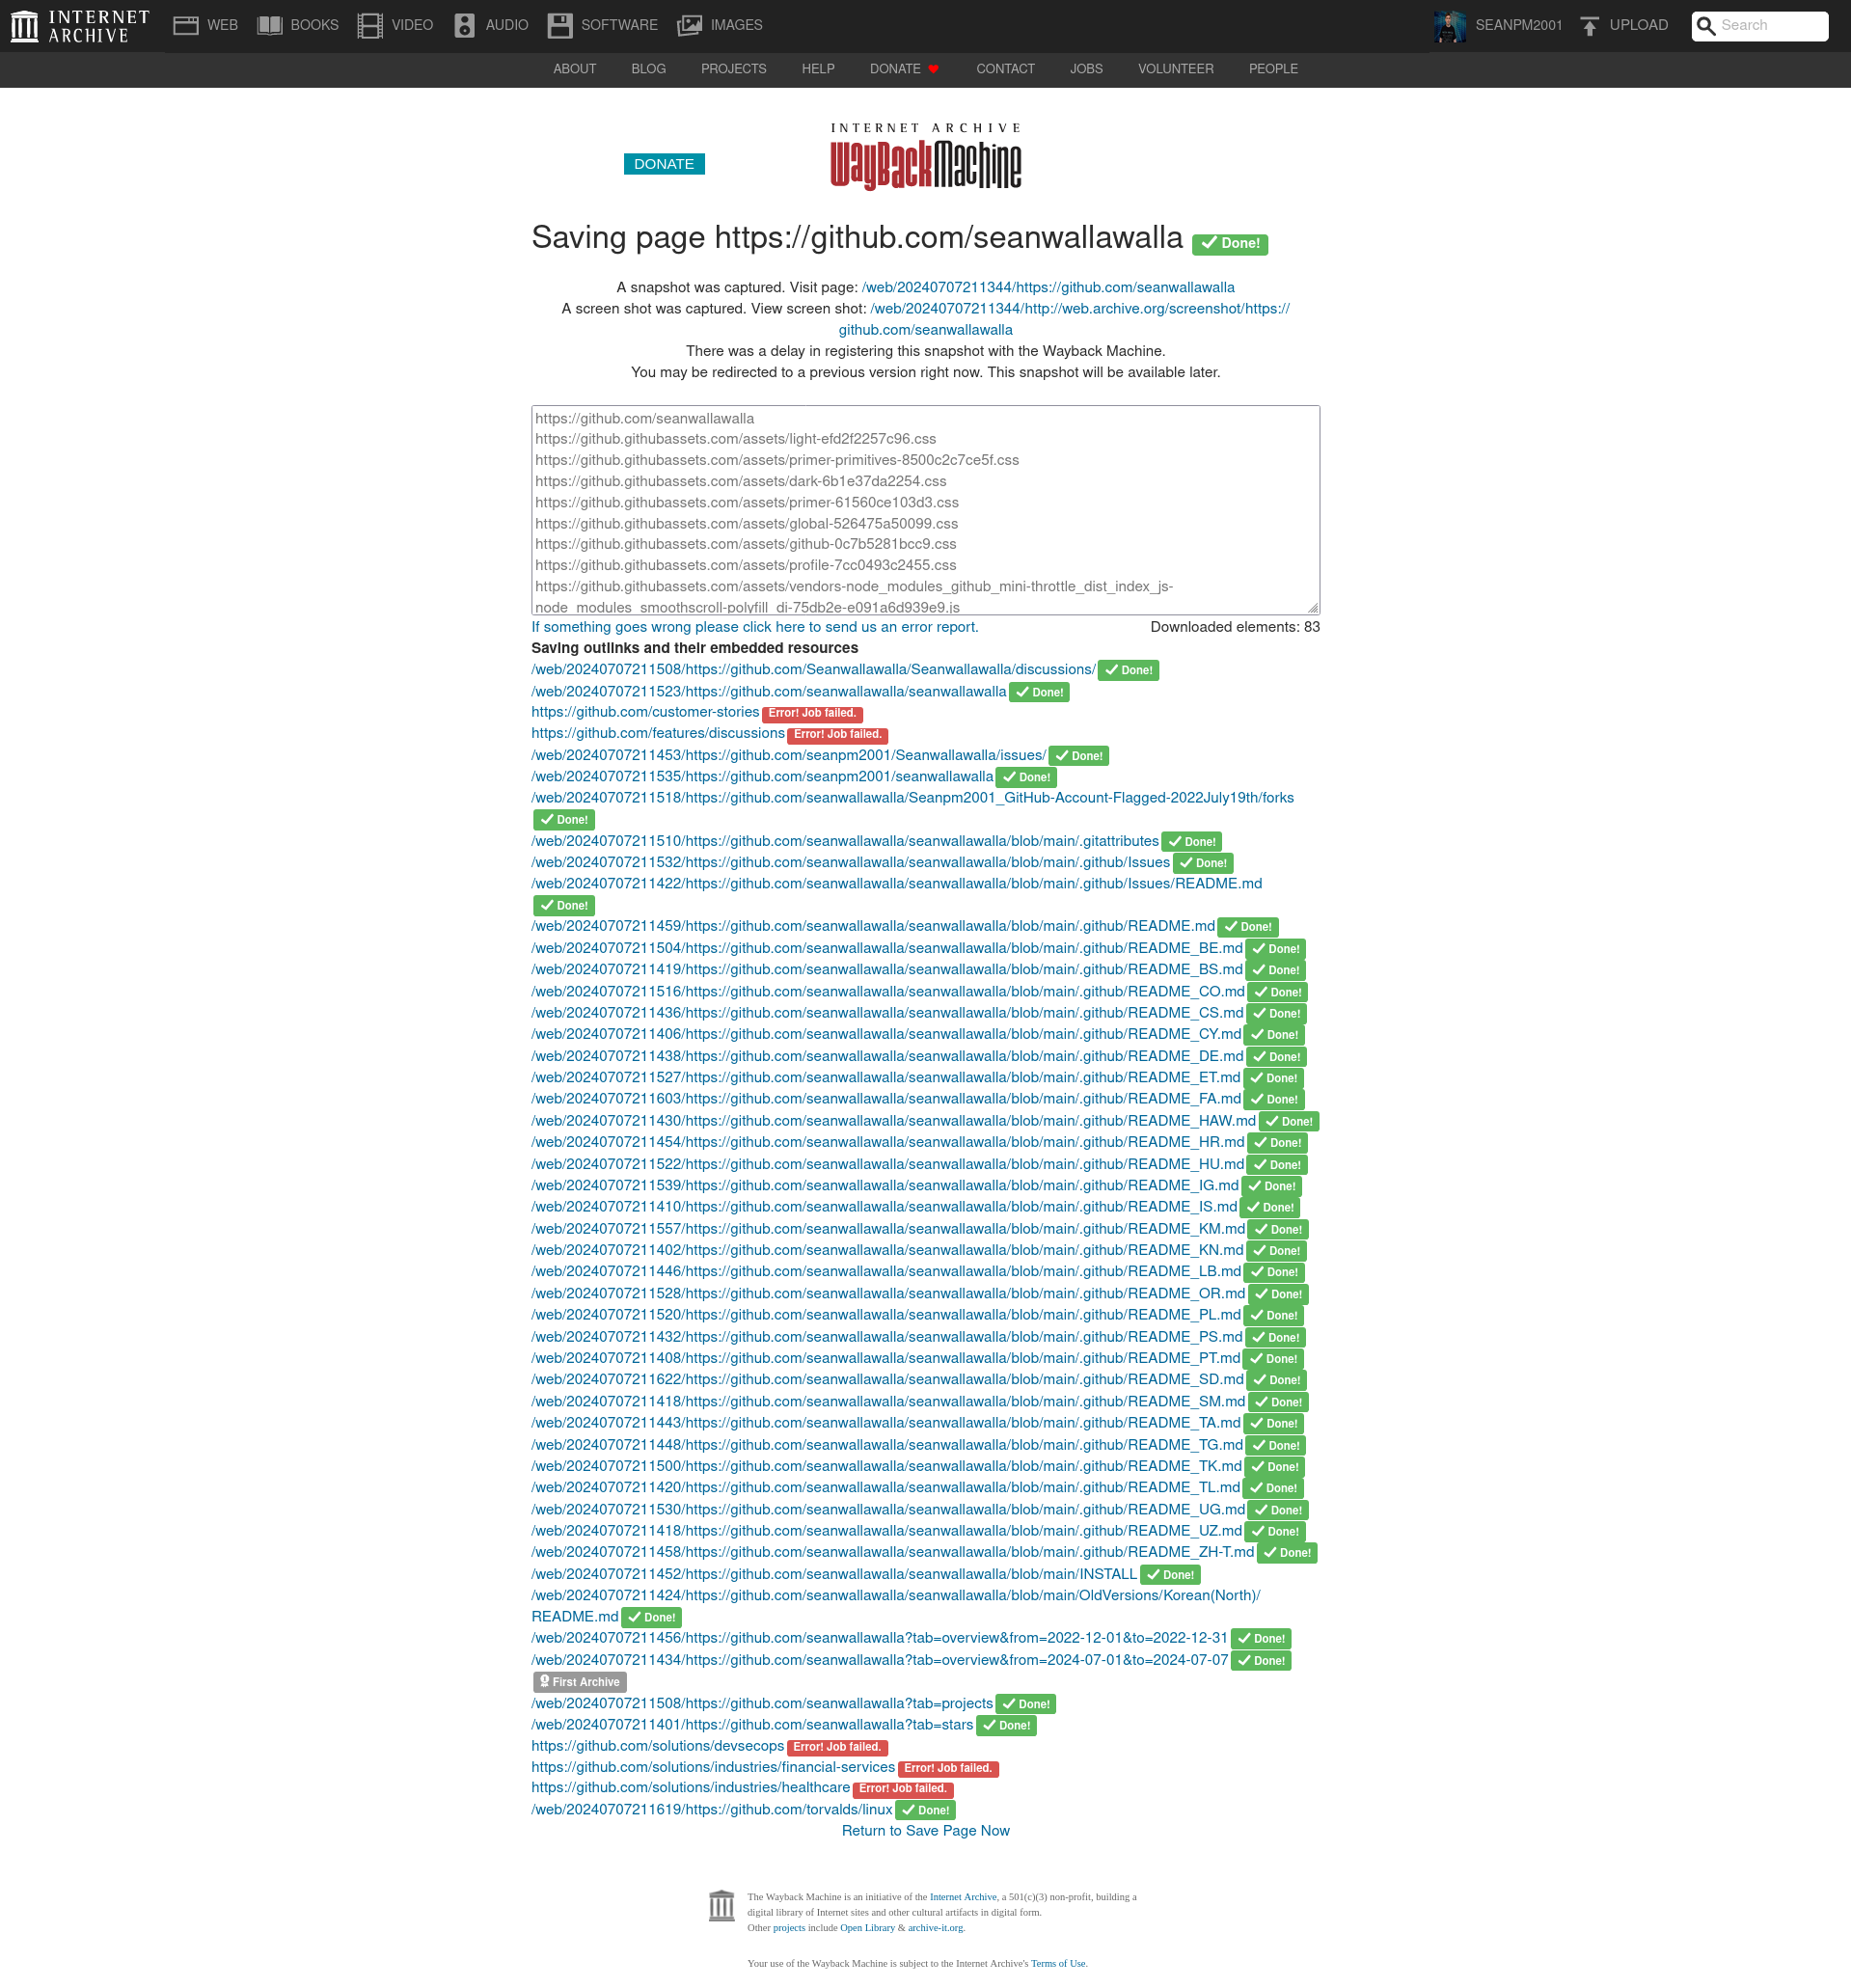 INTERNET ARCHIVE
WEB BOOKS VIDEO AUDIO SOFTWARE IMAGES SEANPM2001 UPLOAD Search
ABOUT BLOG PROJECTS HELP DONATE CONTACT JOBS VOLUNTEER PEOPLE
INTERNET ARCHIVE
DONATE
WayBackMachine
Saving page https://github.com/seanwallawalla Done!
A snapshot was captured. Visit page: /web/20240707211344/https://github.com/seanwallawalla
A screen shot was captured. View screen shot: /web/20240707211344/http://web.archive.org/screenshot/https://
github.com/seanwallawalla
There was a delay in registering this snapshot with the Wayback Machine.
You may be redirected to a previous version right now. This snapshot will be available later.
https://github.com/seanwallawalla
https://github.githubassets.com/assets/light-efd2f2257c96.css
https://github.githubassets.com/assets/primer-primitives-8500c2c7ce5f.css
https://github.githubassets.com/assets/dark-6b1e37da2254.css
https://github.githubassets.com/assets/primer-61560ce103d3.css
https://github.githubassets.com/assets/global-526475a50099.css
https://github.githubassets.com/assets/github-0c7b5281bcc9.css
https://github.githubassets.com/assets/profile-7cc0493c2455.css
https://github.githubassets.com/assets/vendors-node_modules_github_mini-throttle_dist_index_js-
node_modules_smoothscroll-polyfill_di-75db2e-e091a6d939e9.js
If something goes wrong please click here to send us an error report. Downloaded elements: 83
Saving outlinks and their embedded resources
/web/20240707211508/https://github.com/Seanwallawalla/Seanwallawalla/discussions/ Done!
/web/20240707211523/https://github.com/seanwallawalla/seanwallawalla Done!
https://github.com/customer-stories Error! Job failed.
https://github.com/features/discussions Error! Job failed.
/web/20240707211453/https://github.com/seanpm2001/Seanwallawalla/issues/ Done!
/web/20240707211535/https://github.com/seanpm2001/seanwallawalla Done!
/web/20240707211518/https://github.com/seanwallawalla/Seanpm2001_GitHub-Account-Flagged-2022July19th/forks
Done!
/web/20240707211510/https://github.com/seanwallawalla/seanwallawalla/blob/main/.gitattributes Done!
/web/20240707211532/https://github.com/seanwallawalla/seanwallawalla/blob/main/.github/Issues Done!
/web/20240707211422/https://github.com/seanwallawalla/seanwallawalla/blob/main/.github/Issues/README.md
Done!
/web/20240707211459/https://github.com/seanwallawalla/seanwallawalla/blob/main/.github/README.md Done!
/web/20240707211504/https://github.com/seanwallawalla/seanwallawalla/blob/main/.github/README_BE.md Done!
/web/20240707211419/https://github.com/seanwallawalla/seanwallawalla/blob/main/.github/README_BS.md Done!
/web/20240707211516/https://github.com/seanwallawalla/seanwallawalla/blob/main/.github/README_CO.md Done!
/web/20240707211436/https://github.com/seanwallawalla/seanwallawalla/blob/main/.github/README_CS.md Done!
/web/20240707211406/https://github.com/seanwallawalla/seanwallawalla/blob/main/.github/README_CY.md Done!
/web/20240707211438/https://github.com/seanwallawalla/seanwallawalla/blob/main/.github/README_DE.md Done!
/web/20240707211527/https://github.com/seanwallawalla/seanwallawalla/blob/main/.github/README_ET.md Done!
/web/20240707211603/https://github.com/seanwallawalla/seanwallawalla/blob/main/.github/README_FA.md Done!
/web/20240707211430/https://github.com/seanwallawalla/seanwallawalla/blob/main/.github/README_HAW.md Done!
/web/20240707211454/https://github.com/seanwallawalla/seanwallawalla/blob/main/.github/README_HR.md Done!
/web/20240707211522/https://github.com/seanwallawalla/seanwallawalla/blob/main/.github/README_HU.md Done!
/web/20240707211539/https://github.com/seanwallawalla/seanwallawalla/blob/main/.github/README_IG.md Done!
/web/20240707211410/https://github.com/seanwallawalla/seanwallawalla/blob/main/.github/README_IS.md Done!
/web/20240707211557/https://github.com/seanwallawalla/seanwallawalla/blob/main/.github/README_KM.md Done!
/web/20240707211402/https://github.com/seanwallawalla/seanwallawalla/blob/main/.github/README_KN.md Done!
/web/20240707211446/https://github.com/seanwallawalla/seanwallawalla/blob/main/.github/README_LB.md Done!
/web/20240707211528/https://github.com/seanwallawalla/seanwallawalla/blob/main/.github/README_OR.md Done!
/web/20240707211520/https://github.com/seanwallawalla/seanwallawalla/blob/main/.github/README_PL.md Done!
/web/20240707211432/https://github.com/seanwallawalla/seanwallawalla/blob/main/.github/README_PS.md Done!
/web/20240707211408/https://github.com/seanwallawalla/seanwallawalla/blob/main/.github/README_PT.md Done!
/web/20240707211622/https://github.com/seanwallawalla/seanwallawalla/blob/main/.github/README_SD.md Done!
/web/20240707211418/https://github.com/seanwallawalla/seanwallawalla/blob/main/.github/README_SM.md Done!
/web/20240707211443/https://github.com/seanwallawalla/seanwallawalla/blob/main/.github/README_TA.md Done!
/web/20240707211448/https://github.com/seanwallawalla/seanwallawalla/blob/main/.github/README_TG.md Done!
/web/20240707211500/https://github.com/seanwallawalla/seanwallawalla/blob/main/.github/README_TK.md Done!
/web/20240707211420/https://github.com/seanwallawalla/seanwallawalla/blob/main/.github/README_TL.md Done!
/web/20240707211530/https://github.com/seanwallawalla/seanwallawalla/blob/main/.github/README_UG.md Done!
/web/20240707211418/https://github.com/seanwallawalla/seanwallawalla/blob/main/.github/README_UZ.md Done!
/web/20240707211458/https://github.com/seanwallawalla/seanwallawalla/blob/main/.github/README_ZH-T.md Done!
/web/20240707211452/https://github.com/seanwallawalla/seanwallawalla/blob/main/INSTALL Done!
/web/20240707211424/https://github.com/seanwallawalla/seanwallawalla/blob/main/OldVersions/Korean(North)/
README.md Done!
/web/20240707211456/https://github.com/seanwallawalla?tab=overview&from=2022-12-01&to=2022-12-31 Done!
/web/20240707211434/https://github.com/seanwallawalla?tab=overview&from=2024-07-01&to=2024-07-07 Done!
First Archive
/web/20240707211508/https://github.com/seanwallawalla?tab=projects Done!
/web/20240707211401/https://github.com/seanwallawalla?tab=stars Done!
https://github.com/solutions/devsecops Error! Job failed.
https://github.com/solutions/industries/financial-services Error! Job failed.
https://github.com/solutions/industries/healthcare Error! Job failed.
/web/20240707211619/https://github.com/torvalds/linux Done!
Return to Save Page Now
The Wayback Machine is an initiative of the Internet Archive, a 501(c)(3) non-profit, building a
digital library of Internet sites and other cultural artifacts in digital form.
Other projects include Open Library & archive-it.org.
Your use of the Wayback Machine is subject to the Internet Archive's Terms of Use.